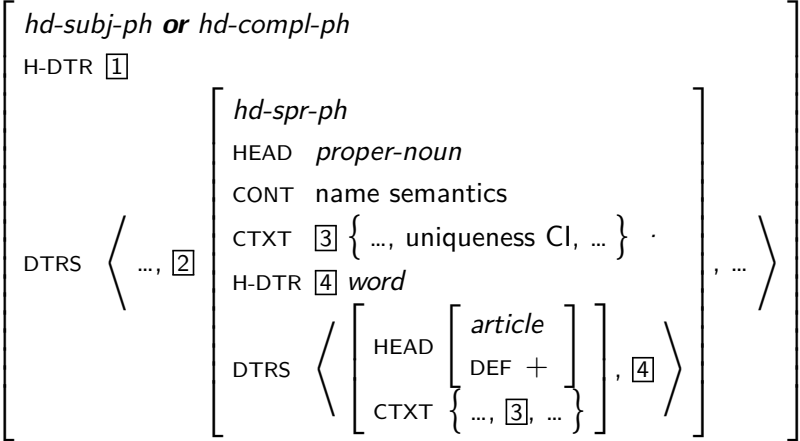 hd-subj-ph or hd-compl-ph
H-DTR [1]
hd-spr-ph
HEAD proper-noun
CONT name semantics
CTXT [3] { ..., uniqueness CI, ... }
DTRS ⟨ ..., [2] , ... ⟩
H-DTR [4] word
article
HEAD
DEF +
DTRS ⟨ , [4] ⟩
CTXT { ..., [3], ... }